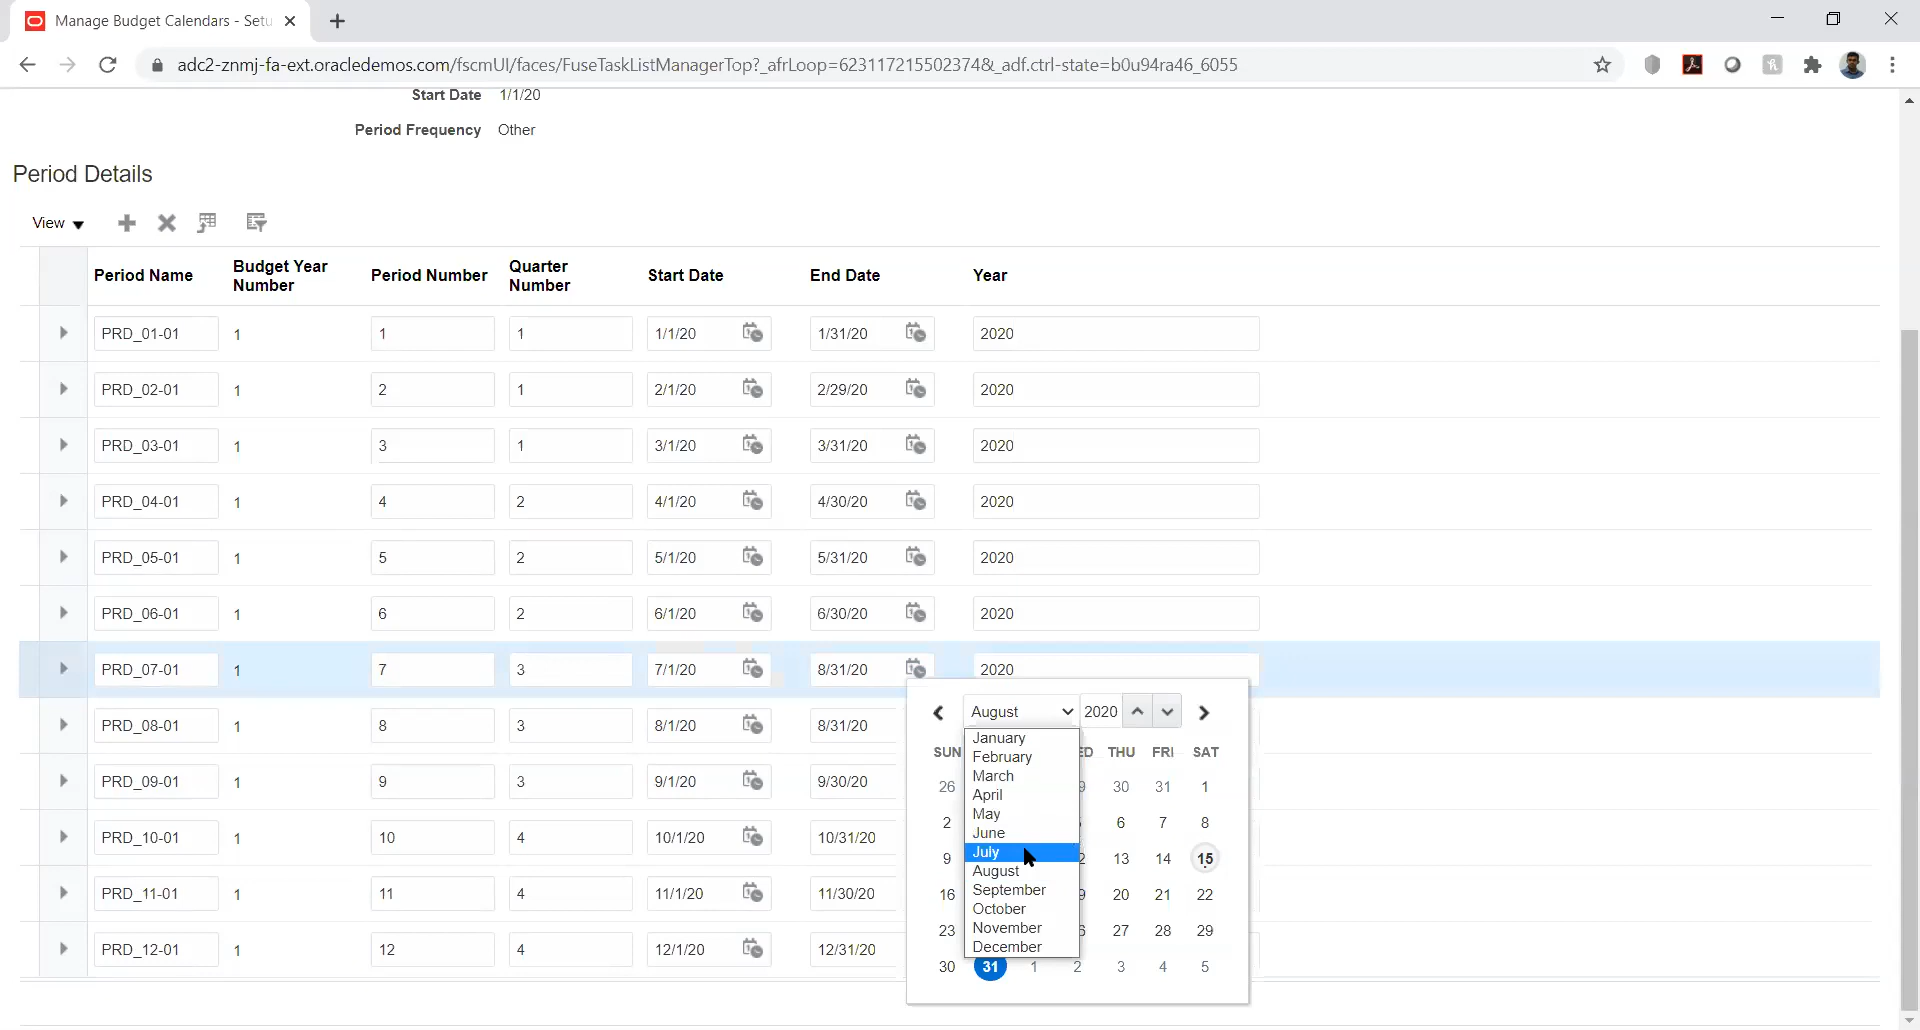 Manage Budget Calendars - Setu
adc2-znmj-fa-ext.oracledemos.com/fscmUI/faces/FuseTaskListManagerTop?_afrLoop=6231172155023748&_adf.ctrl-state=b0u94ra46_6055
Start Date 1/1/20
Period Frequency Other
Period Details
View
Period Name Budget Year Number Period Number Quarter Number Start Date End Date Year
PRD_01-01 1 1 1 1/1/20 1/31/20 2020
PRD_02-01 1 2 1 2/1/20 2/29/20 2020
PRD_03-01 1 3 1 3/1/20 3/31/20 2020
PRD_04-01 1 4 2 4/1/20 4/30/20 2020
PRD_05-01 1 5 2 5/1/20 5/31/20 2020
PRD_06-01 1 6 2 6/1/20 6/30/20 2020
PRD_07-01 1 7 3 7/1/20 8/31/20 2020
PRD_08-01 1 8 3 8/1/20 8/31/20
PRD_09-01 1 9 3 9/1/20 9/30/20
PRD_10-01 1 10 4 10/1/20 10/31/20
PRD_11-01 1 11 4 11/1/20 11/30/20
PRD_12-01 1 12 4 12/1/20 12/31/20
August 2020
January
February
March
April
May
June
July
August
September
October
November
December
SUN THU FRI SAT
26 30 31 1
2 6 7 8
9 13 14 15
16 20 21 22
23 27 28 29
30 31 1 2 3 4 5